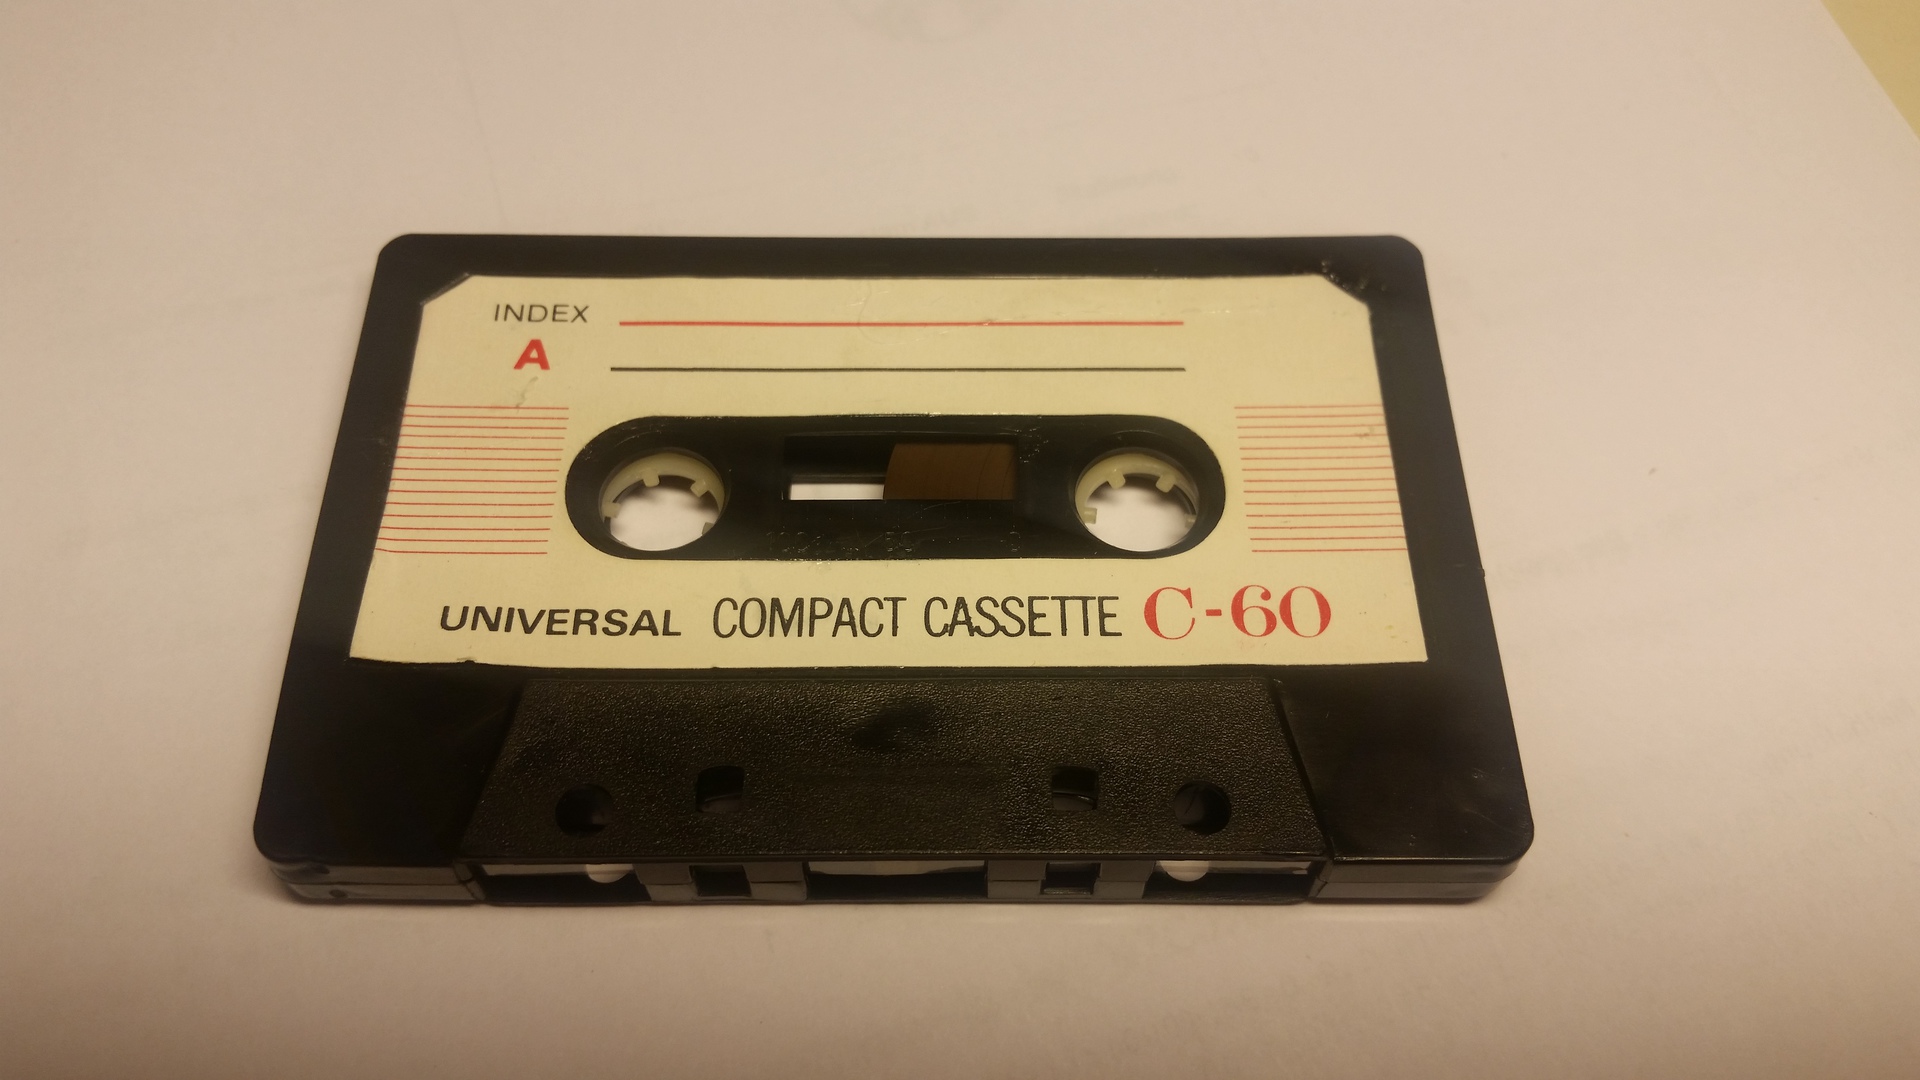 INDEX
A
UNIVERSAL COMPACT CASSETTE C-60